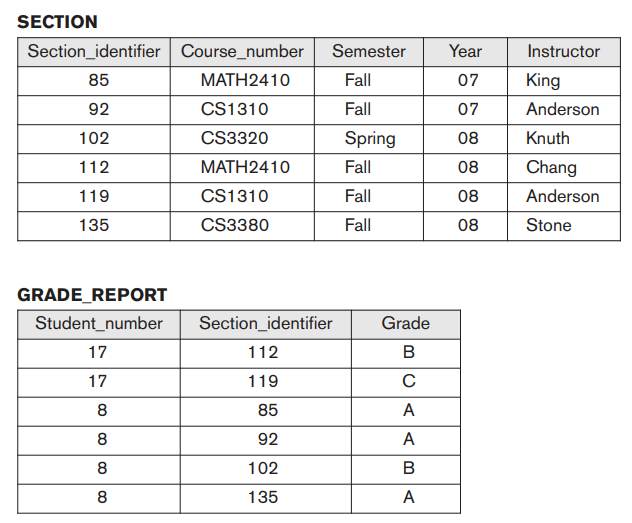 SECTION
Section_identifier Course_number Semester Year Instructor
85 MATH2410 Fall 07 King
92 CS1310 Fall 07 Anderson
102 CS3320 Spring 08 Knuth
112 MATH2410 Fall 08 Chang
119 CS1310 Fall 08 Anderson
135 CS3380 Fall 08 Stone
GRADE_REPORT
Student_number Section_identifier Grade
17 112 B
17 119 C
8 85 A
8 92 A
8 102 B
8 135 A